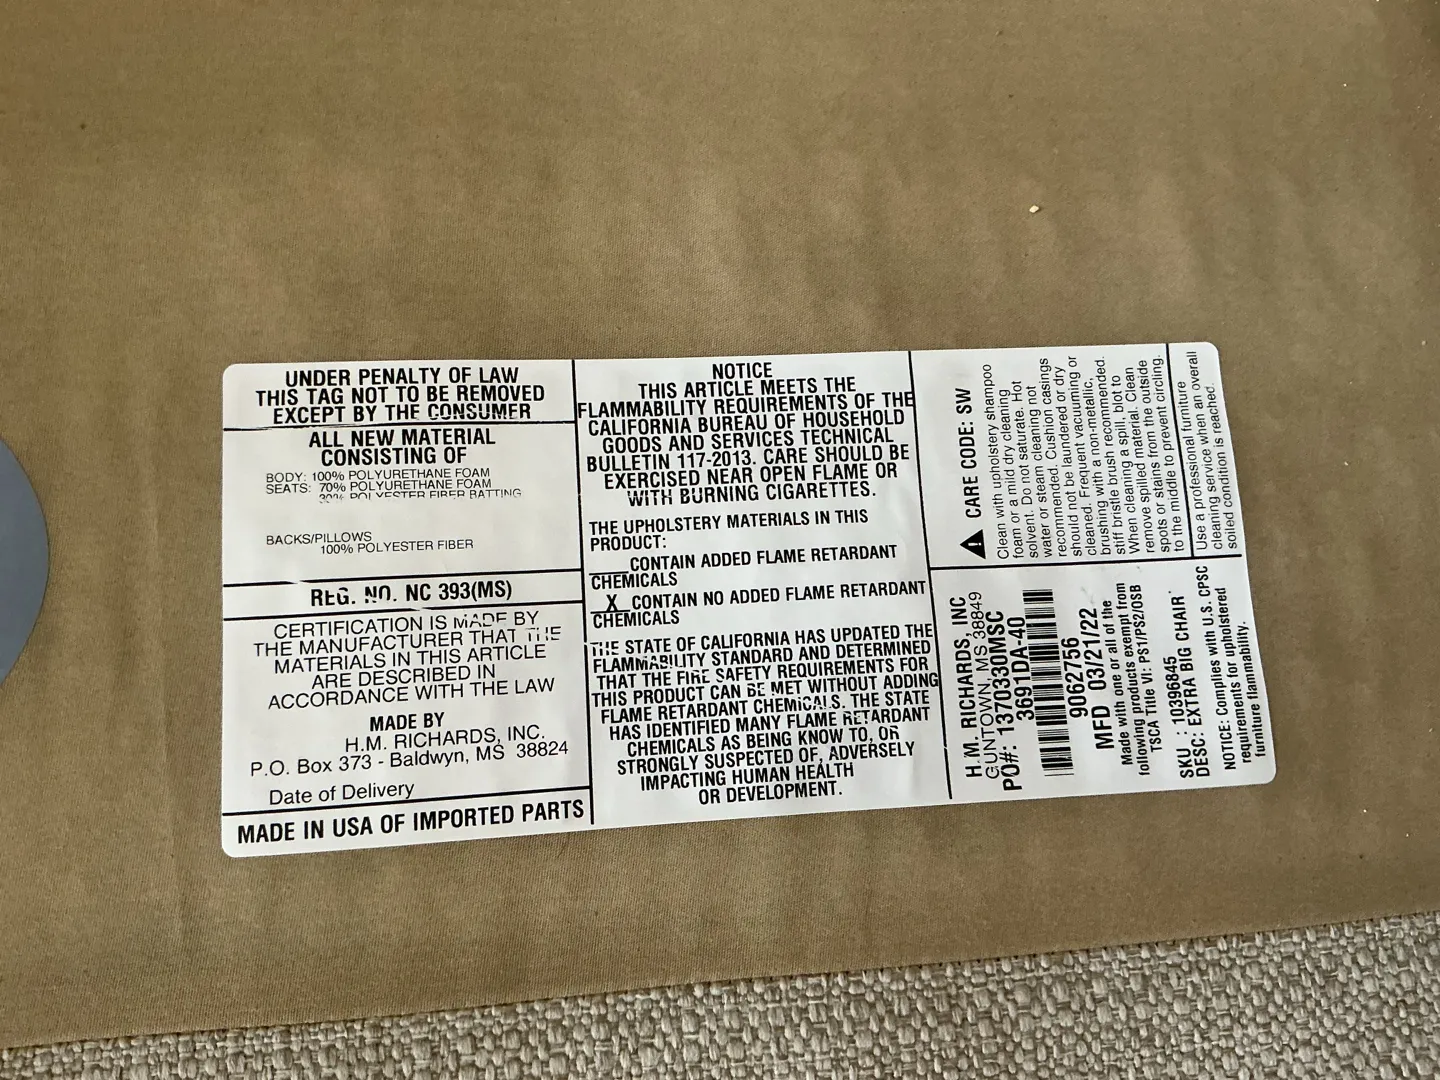 UNDER PENALTY OF LAW
THIS TAG NOT TO BE REMOVED
EXCEPT BY THE CONSUMER
ALL NEW MATERIAL
CONSISTING OF
BODY: 100% POLYURETHANE FOAM
SEATS: 70% POLYURETHANE FOAM
30% POLYESTER FIBER BATTING
BACKS/PILLOWS
100% POLYESTER FIBER
REG. NO. NC 393(MS)
CERTIFICATION IS MADE BY
THE MANUFACTURER THAT THE
MATERIALS IN THIS ARTICLE
ARE DESCRIBED IN
ACCORDANCE WITH THE LAW
MADE BY
H.M. RICHARDS, INC.
P.O. Box 373 - Baldwyn, MS 38824
Date of Delivery
MADE IN USA OF IMPORTED PARTS
NOTICE
THIS ARTICLE MEETS THE
FLAMMABILITY REQUIREMENTS OF THE
CALIFORNIA BUREAU OF HOUSEHOLD
GOODS AND SERVICES TECHNICAL
BULLETIN 117-2013. CARE SHOULD BE
EXERCISED NEAR OPEN FLAME OR
WITH BURNING CIGARETTES.
THE UPHOLSTERY MATERIALS IN THIS
PRODUCT:
___CONTAIN ADDED FLAME RETARDANT
CHEMICALS
_X_CONTAIN NO ADDED FLAME RETARDANT
CHEMICALS
THE STATE OF CALIFORNIA HAS UPDATED THE
FLAMMABILITY STANDARD AND DETERMINED
THAT THE FIRE SAFETY REQUIREMENTS FOR
THIS PRODUCT CAN BE MET WITHOUT ADDING
FLAME RETARDANT CHEMICALS. THE STATE
HAS IDENTIFIED MANY FLAME RETARDANT
CHEMICALS AS BEING KNOW TO, OR
STRONGLY SUSPECTED OF, ADVERSELY
IMPACTING HUMAN HEALTH
OR DEVELOPMENT.
CARE CODE: SW
Clean with upholstery shampoo
foam or a mild dry cleaning
solvent. Do not saturate. Hot
water or steam cleaning not
recommended. Cushion casings
should not be laundered or dry
cleaned. Frequent vacuuming or
brushing with a non-metallic,
stiff bristle brush recommended.
When cleaning a spill, blot to
remove spilled material. Clean
spots or stains from the outside
to the middle to prevent circling.
Use a professional furniture
cleaning service when an overall
soiled condition is reached.
H.M. RICHARDS, INC
GUNTOWN, MS 38849
PO#: 1370330MSC
3691DA-40
9062756
MFD 03/21/22
Made with one or all of the
following products exempt from
TSCA Title VI: PS1/PS2/OSB
SKU : 10396845
DESC: EXTRA BIG CHAIR
NOTICE: Complies with U.S. CPSC
requirements for upholstered
furniture flammability.